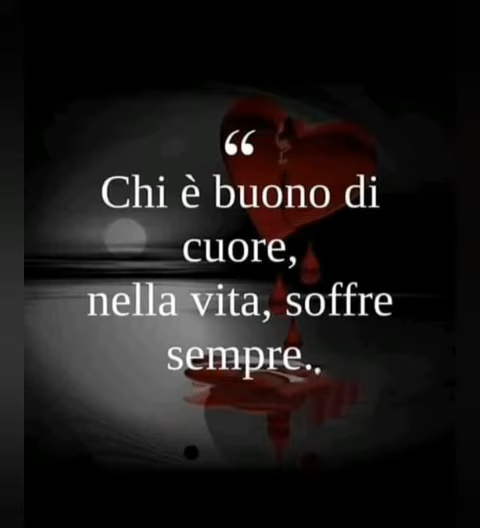 “
Chi è buono di
cuore,
nella vita, soffre
sempre..